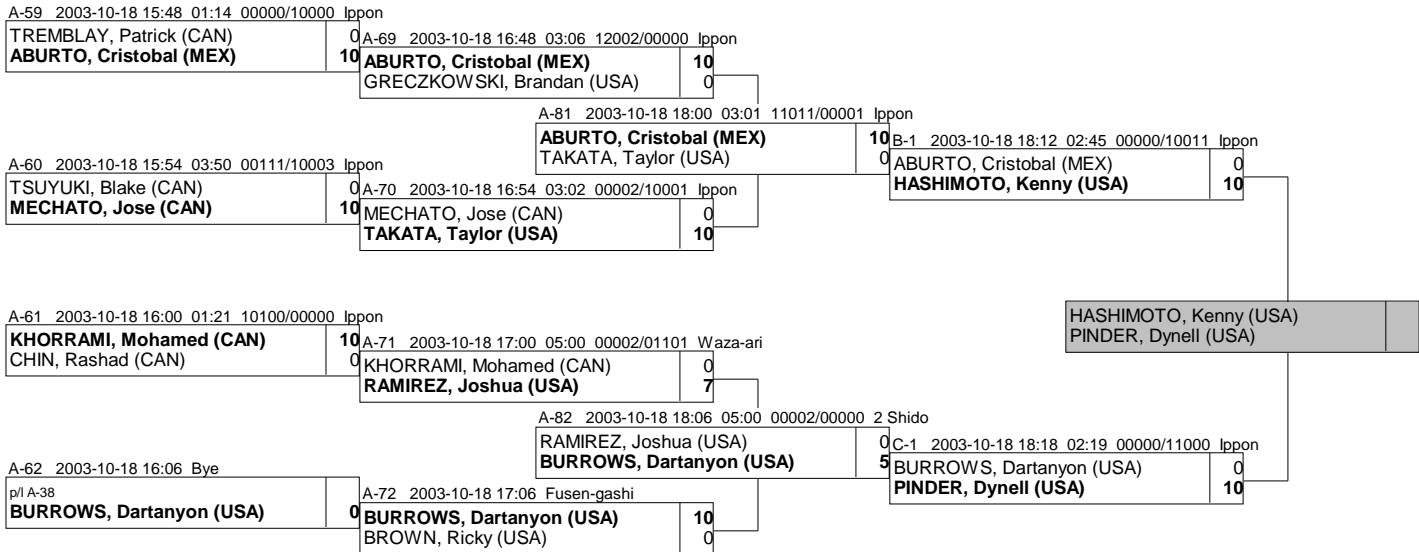 A-59 2003-10-18 15:48 01:14 00000/10000 Ippon
TREMBLAY, Patrick (CAN) 0
ABURTO, Cristobal (MEX) 10
A-69 2003-10-18 16:48 03:06 12002/00000 Ippon
ABURTO, Cristobal (MEX) 10
GRECZKOWSKI, Brandan (USA) 0
A-81 2003-10-18 18:00 03:01 11011/00001 Ippon
ABURTO, Cristobal (MEX) 10
TAKATA, Taylor (USA) 0
B-1 2003-10-18 18:12 02:45 00000/10011 Ippon
ABURTO, Cristobal (MEX) 0
HASHIMOTO, Kenny (USA) 10
A-60 2003-10-18 15:54 03:50 00111/10003 Ippon
TSUYUKI, Blake (CAN) 0
MECHATO, Jose (CAN) 10
A-70 2003-10-18 16:54 03:02 00002/10001 Ippon
MECHATO, Jose (CAN) 0
TAKATA, Taylor (USA) 10
HASHIMOTO, Kenny (USA)
PINDER, Dynell (USA)
A-61 2003-10-18 16:00 01:21 10100/00000 Ippon
KHORRAMI, Mohamed (CAN) 10
CHIN, Rashad (CAN) 0
A-71 2003-10-18 17:00 05:00 00002/01101 Waza-ari
KHORRAMI, Mohamed (CAN) 0
RAMIREZ, Joshua (USA) 7
A-82 2003-10-18 18:06 05:00 00002/00000 2 Shido
RAMIREZ, Joshua (USA) 0
BURROWS, Dartanyon (USA) 5
C-1 2003-10-18 18:18 02:19 00000/11000 Ippon
BURROWS, Dartanyon (USA) 0
PINDER, Dynell (USA) 10
A-62 2003-10-18 16:06 Bye
p/l A-38
BURROWS, Dartanyon (USA) 0
A-72 2003-10-18 17:06 Fusen-gashi
BURROWS, Dartanyon (USA) 10
BROWN, Ricky (USA) 0